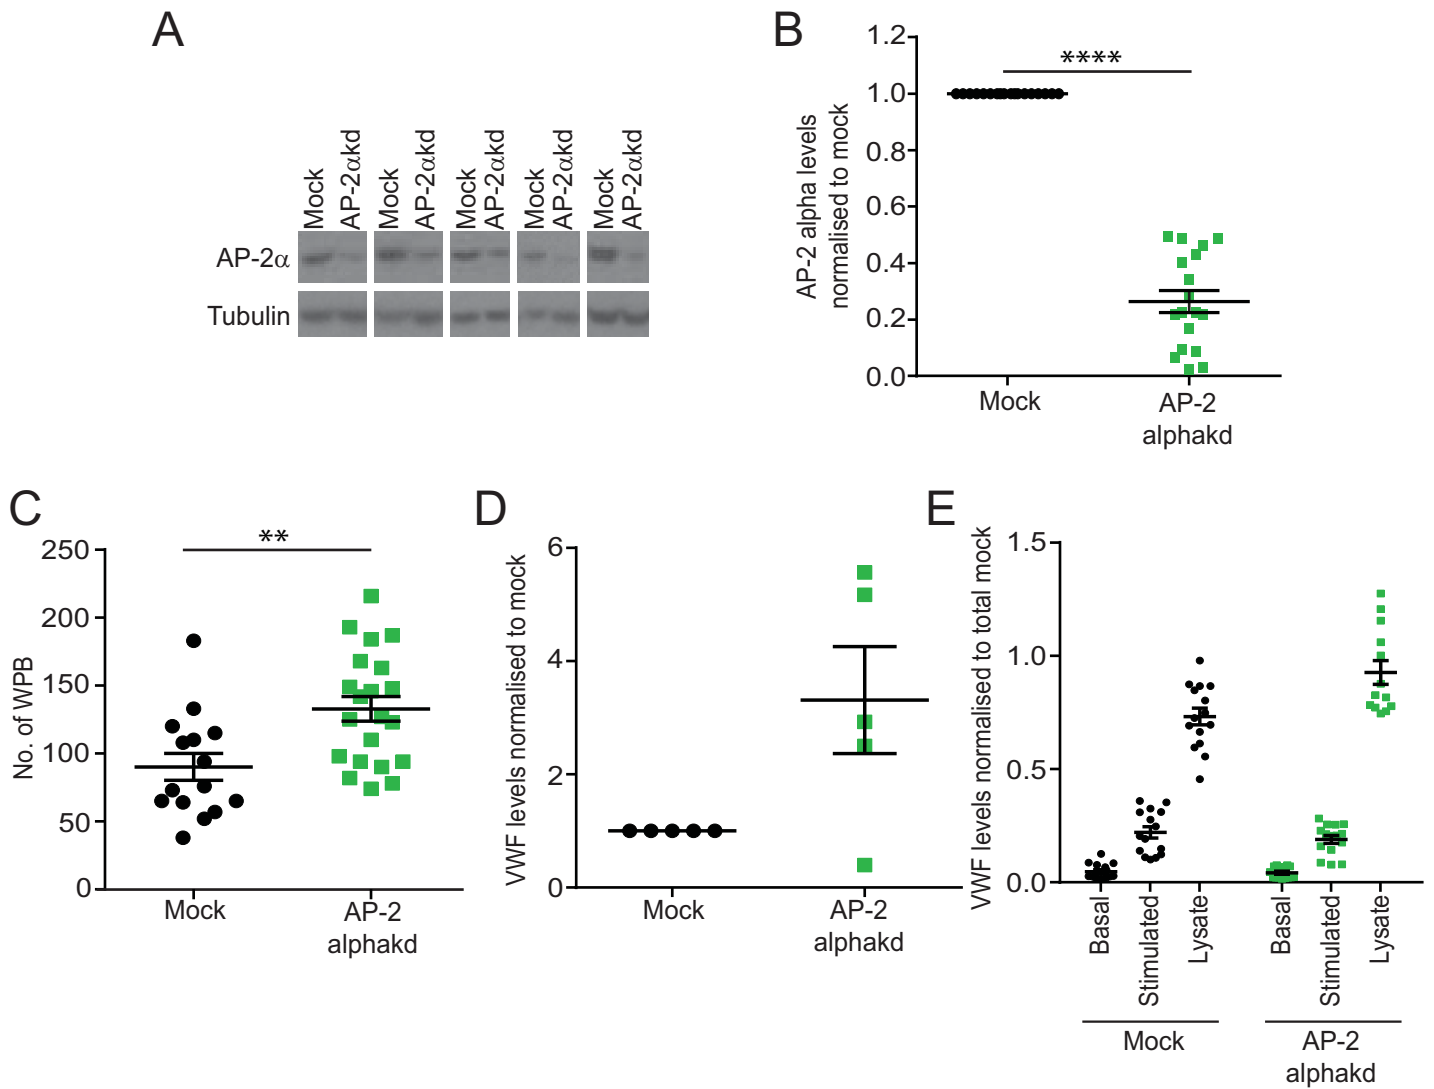 A
Mock
AP-2αkd
Mock
AP-2αkd
Mock
AP-2αkd
Mock
AP-2αkd
Mock
AP-2αkd
AP-2α
Tubulin
B
AP-2 alpha levels
normalised to mock
1.2
1.0
0.8
0.6
0.4
0.2
0.0
****
Mock
AP-2
alphakd
C
No. of WPB
250
200
150
100
50
0
**
Mock
AP-2
alphakd
D
VWF levels normalised to mock
6
4
2
0
Mock
AP-2
alphakd
E
VWF levels normalised to total mock
1.5
1.0
0.5
0.0
Basal
Stimulated
Lysate
Basal
Stimulated
Lysate
Mock
AP-2
alphakd